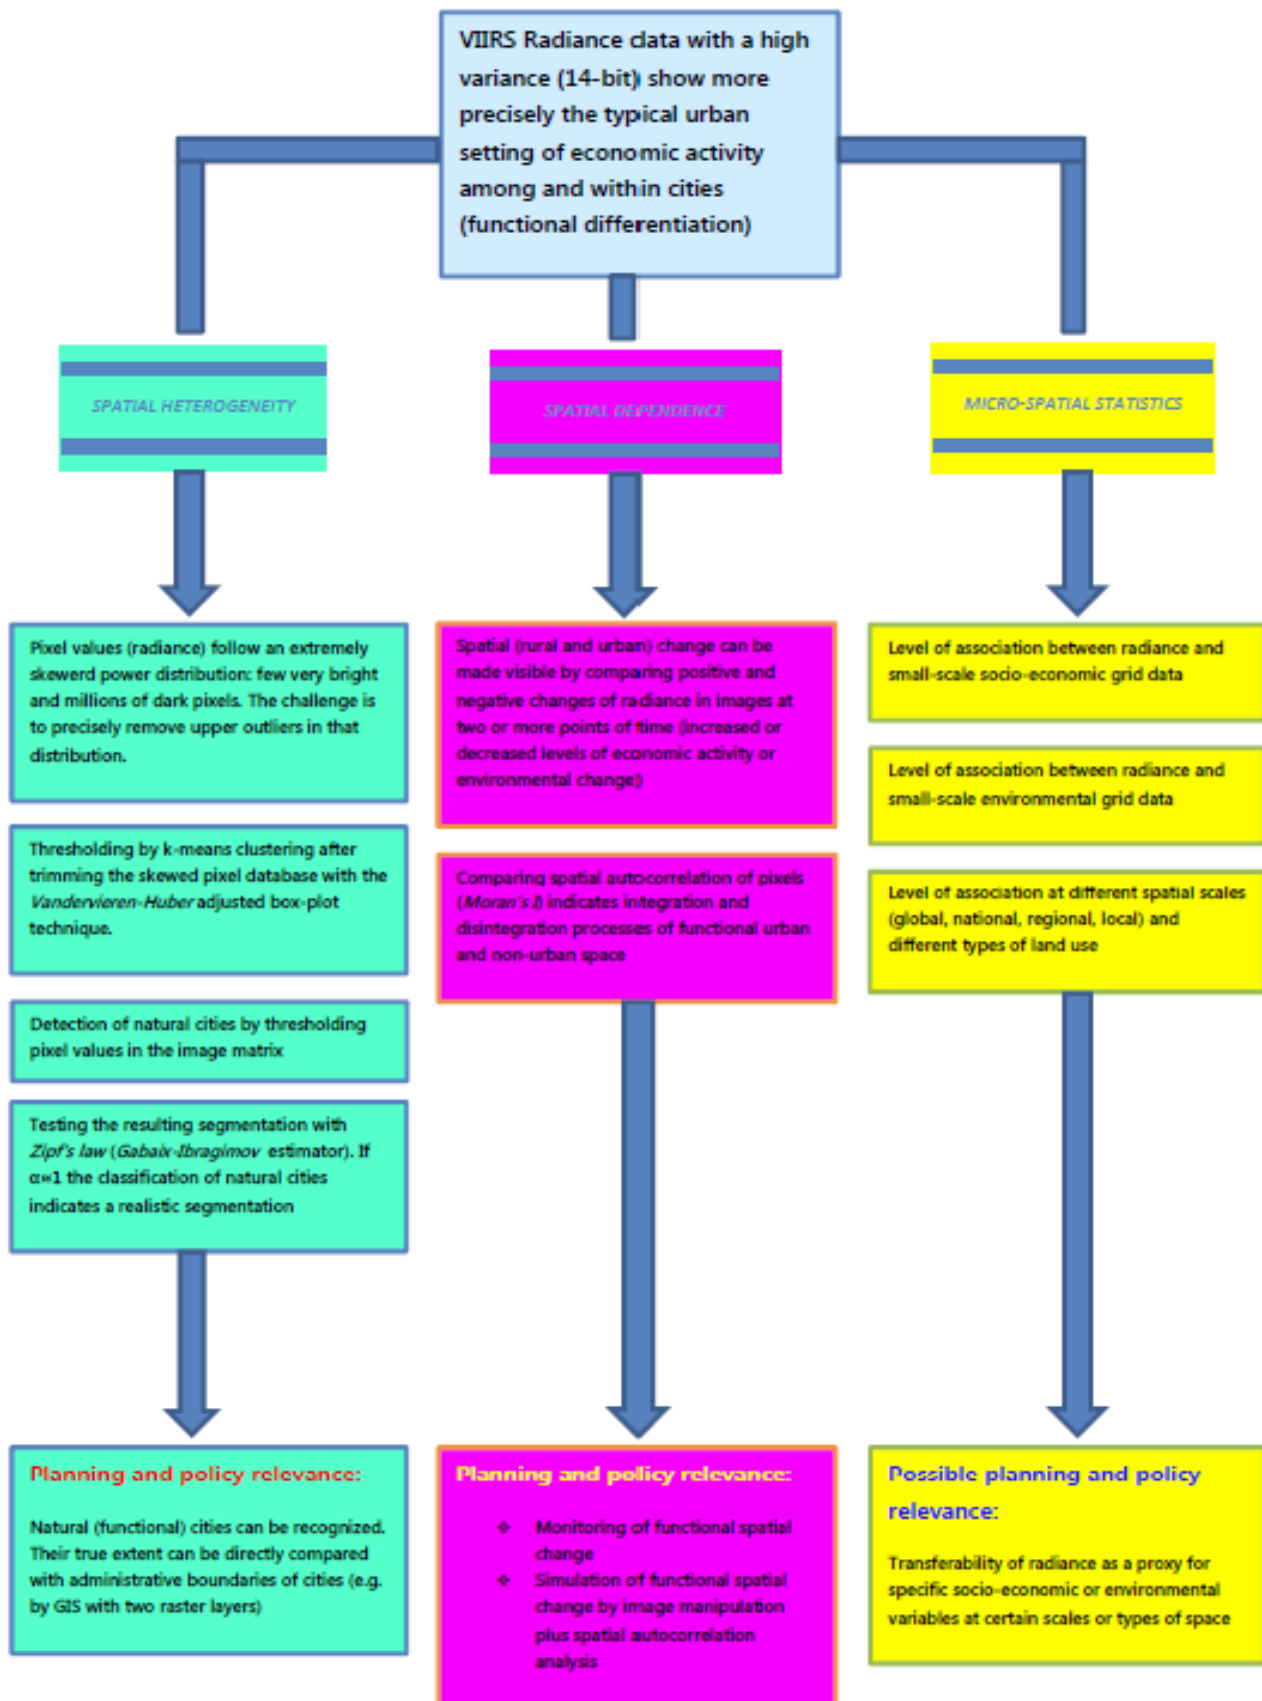 VIIRS Radiance data with a high
variance (14-bit) show more
precisely the typical urban
setting of economic activity
among and within cities
(functional differentiation)
SPATIAL HETEROGENEITY
Pixel values (radiance) follow an extremely
skewerd power distribution: few very bright
and millions of dark pixels. The challenge is
to precisely remove upper outliers in that
distribution.
Thresholding by k-means clustering after
trimming the skewed pixel database with the
Vandervieren-Huber adjusted box-plot
technique.
Detection of natural cities by thresholding
pixel values in the image matrix
Testing the resulting segmentation with
Zipf's law (Gabaix-Ibragimov estimator). If
α≈1 the classification of natural cities
indicates a realistic segmentation
Planning and policy relevance:
Natural (functional) cities can be recognized.
Their true extent can be directly compared
with administrative boundaries of cities (e.g.
by GIS with two raster layers)
SPATIAL DEPENDENCE
Spatial (rural and urban) change can be
made visible by comparing positive and
negative changes of radiance in images at
two or more points of time (increased or
decreased levels of economic activity or
environmental change)
Comparing spatial autocorrelation of pixels
(Moran's I) indicates integration and
disintegration processes of functional urban
and non-urban space
Planning and policy relevance:
❖ Monitoring of functional spatial
change
❖ Simulation of functional spatial
change by image manipulation
plus spatial autocorrelation
analysis
MICRO-SPATIAL STATISTICS
Level of association between radiance and
small-scale socio-economic grid data
Level of association between radiance and
small-scale environmental grid data
Level of association at different spatial scales
(global, national, regional, local) and
different types of land use
Possible planning and policy
relevance:
Transferability of radiance as a proxy for
specific socio-economic or environmental
variables at certain scales or types of space